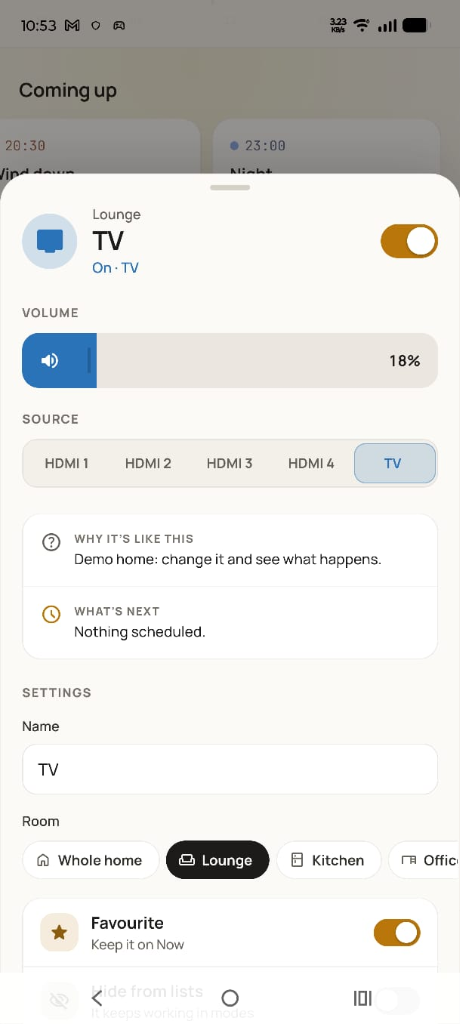 10:53
3.23
KB/s
Coming up
20:30
23:00
Wind down
Night
Lounge
TV
On · TV
VOLUME
18%
SOURCE
HDMI 1
HDMI 2
HDMI 3
HDMI 4
TV
WHY IT'S LIKE THIS
Demo home: change it and see what happens.
WHAT'S NEXT
Nothing scheduled.
SETTINGS
Name
TV
Room
Whole home
Lounge
Kitchen
Offic
Favourite
Keep it on Now
Hide from lists
It keeps working in modes